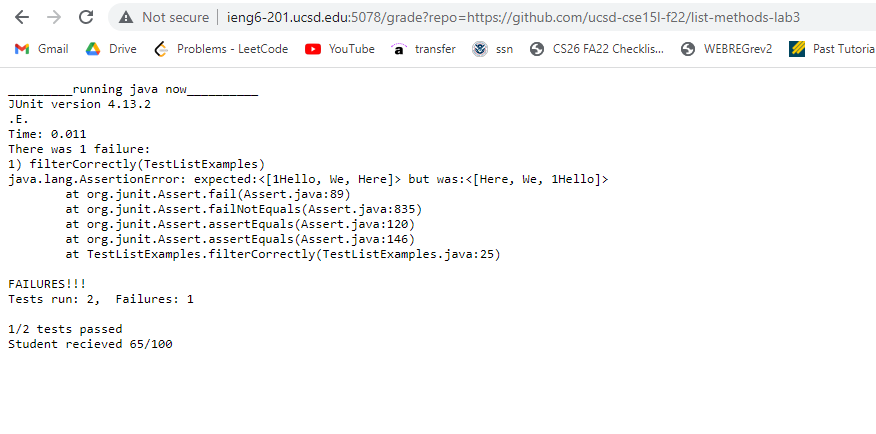 Not secure | ieng6-201.ucsd.edu:5078/grade?repo=https://github.com/ucsd-cse15l-f22/list-methods-lab3
Gmail Drive Problems - LeetCode YouTube transfer ssn CS26 FA22 Checklis... WEBREGrev2 Past Tutoria
_________running java now__________
JUnit version 4.13.2
.E.
Time: 0.011
There was 1 failure:
1) filterCorrectly(TestListExamples)
java.lang.AssertionError: expected:<[1Hello, We, Here]> but was:<[Here, We, 1Hello]>
at org.junit.Assert.fail(Assert.java:89)
at org.junit.Assert.failNotEquals(Assert.java:835)
at org.junit.Assert.assertEquals(Assert.java:120)
at org.junit.Assert.assertEquals(Assert.java:146)
at TestListExamples.filterCorrectly(TestListExamples.java:25)
FAILURES!!!
Tests run: 2,  Failures: 1
1/2 tests passed
Student recieved 65/100